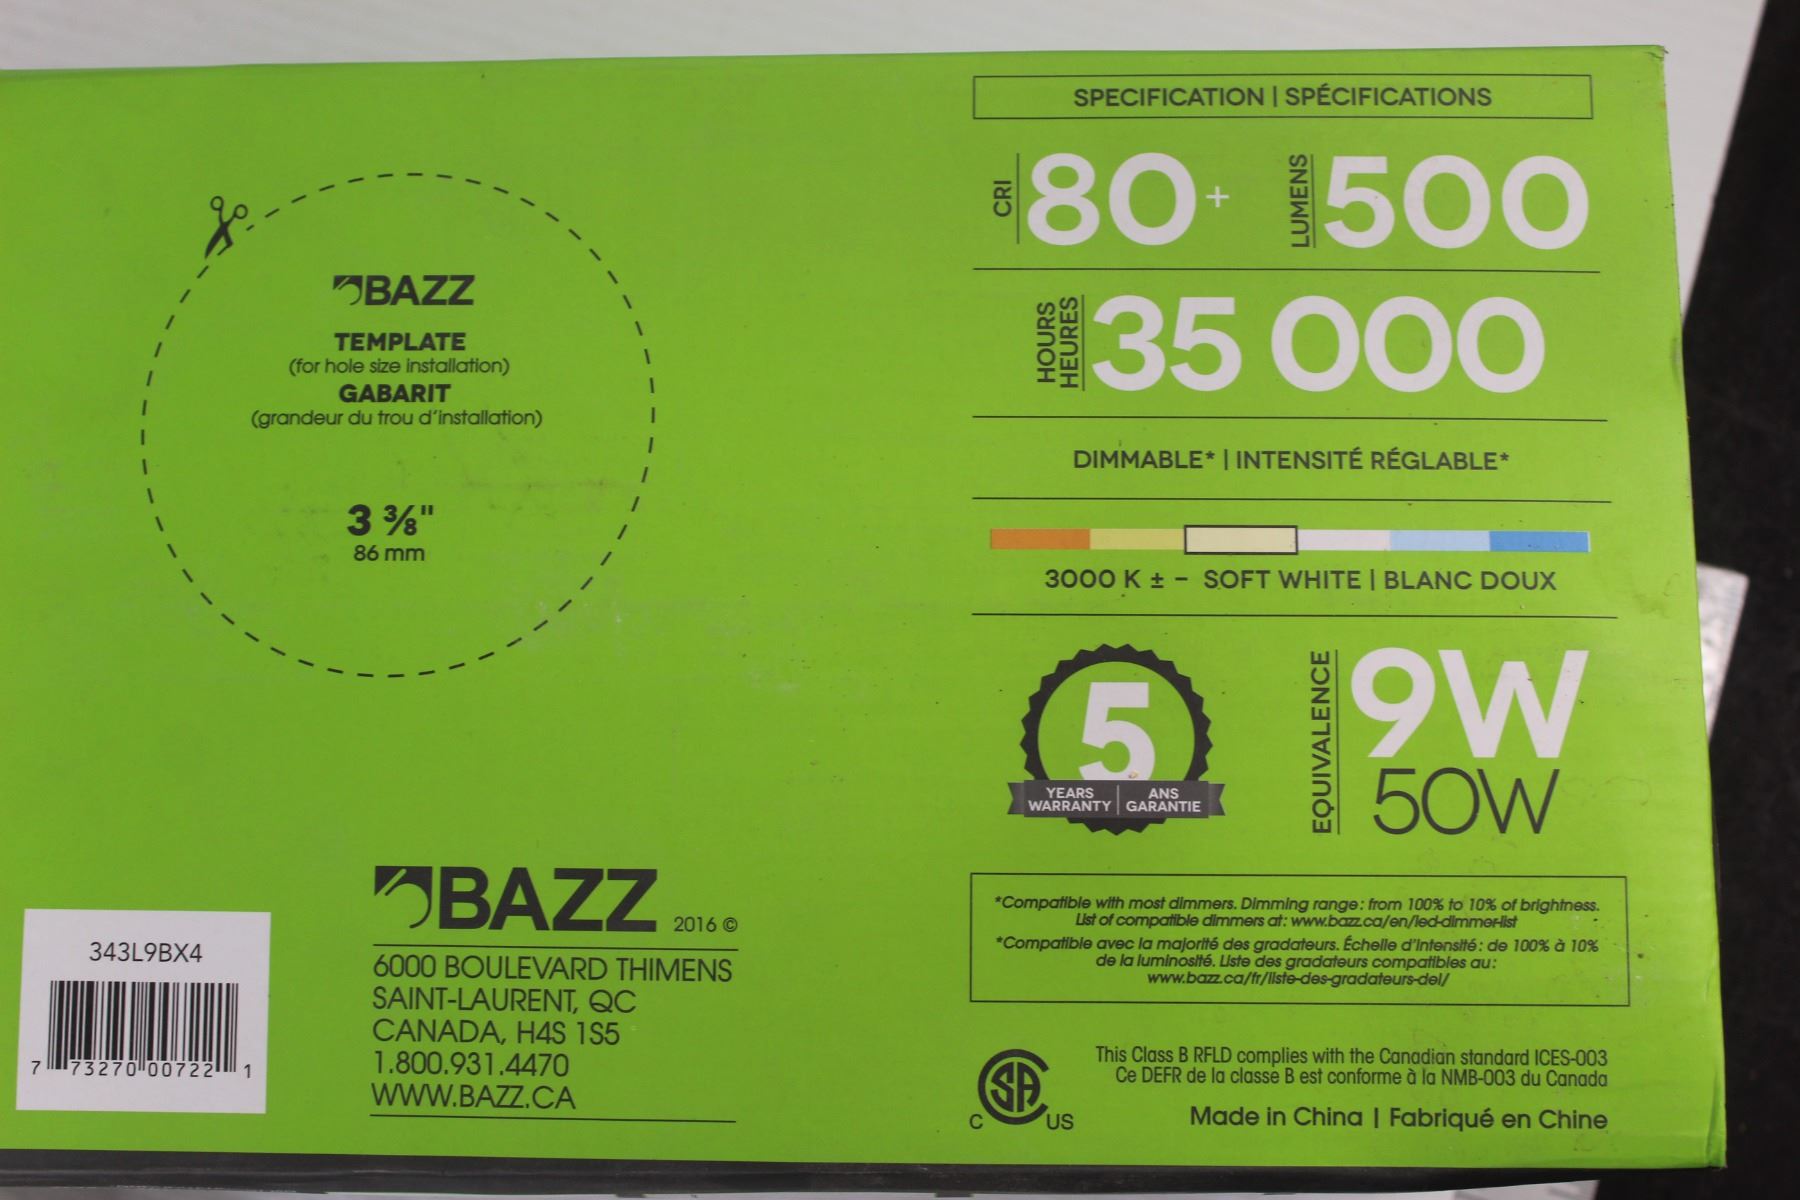 BAZZ
TEMPLATE
(for hole size installation)
GABARIT
(grandeur du trou d'installation)
3 ⅜"
86 mm
343L9BX4
7 73270 00722 1
BAZZ 2016 ©
6000 BOULEVARD THIMENS
SAINT-LAURENT, QC
CANADA, H4S 1S5
1.800.931.4470
WWW.BAZZ.CA
SPECIFICATION | SPÉCIFICATIONS
CRI 80+ LUMENS 500
HOURS
HEURES
35 000
DIMMABLE* | INTENSITÉ RÉGLABLE*
3000 K ± - SOFT WHITE | BLANC DOUX
5
YEARS
WARRANTY
ANS
GARANTIE
EQUIVALENCE
9W
50W
*Compatible with most dimmers. Dimming range: from 100% to 10% of brightness.
List of compatible dimmers at: www.bazz.ca/en/led-dimmer-list
*Compatible avec la majorité des gradateurs. Échelle d'intensité: de 100% à 10%
de la luminosité. Liste des gradateurs compatibles au:
www.bazz.ca/fr/liste-des-gradateurs-del/
C SA US
This Class B RFLD complies with the Canadian standard ICES-003
Ce DEFR de la classe B est conforme à la NMB-003 du Canada
Made in China | Fabriqué en Chine